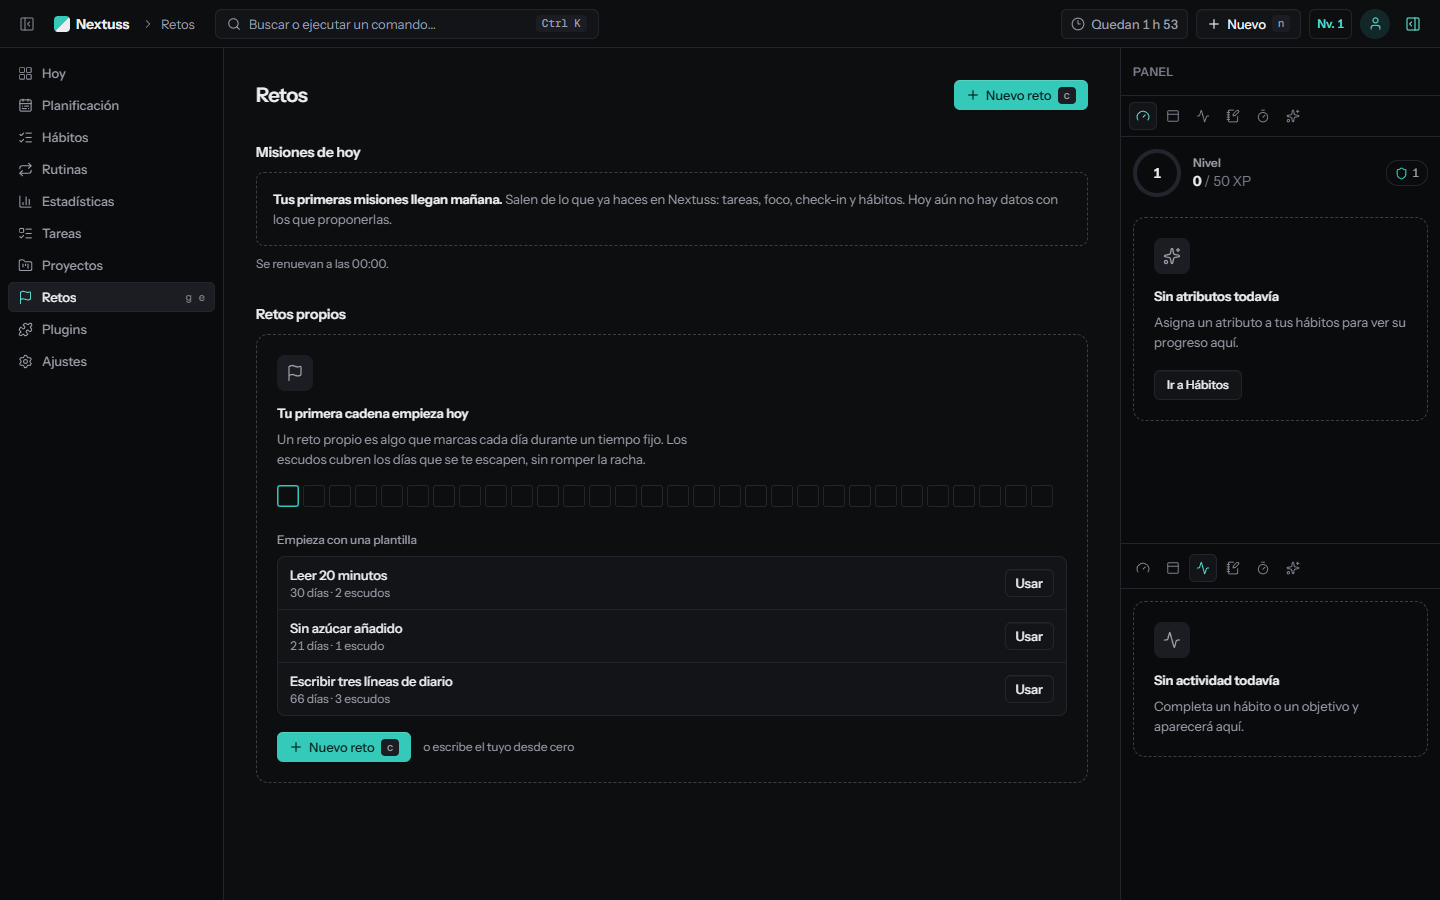 Nextuss
Retos
Buscar o ejecutar un comando...
Ctrl K
Quedan 1 h 53
Nuevo n
Nv. 1
Hoy
Planificación
Hábitos
Rutinas
Estadísticas
Tareas
Proyectos
Retos g e
Plugins
Ajustes
Retos
Nuevo reto c
Misiones de hoy
Tus primeras misiones llegan mañana. Salen de lo que ya haces en Nextuss: tareas, foco, check-in y hábitos. Hoy aún no hay datos con
los que proponerlas.
Se renuevan a las 00:00.
Retos propios
Tu primera cadena empieza hoy
Un reto propio es algo que marcas cada día durante un tiempo fijo. Los
escudos cubren los días que se te escapen, sin romper la racha.
Empieza con una plantilla
Leer 20 minutos
30 días · 2 escudos
Usar
Sin azúcar añadido
21 días · 1 escudo
Usar
Escribir tres líneas de diario
66 días · 3 escudos
Usar
Nuevo reto c
o escribe el tuyo desde cero
PANEL
1
Nivel
0 / 50 XP
1
Sin atributos todavía
Asigna un atributo a tus hábitos para ver su
progreso aquí.
Ir a Hábitos
Sin actividad todavía
Completa un hábito o un objetivo y
aparecerá aquí.